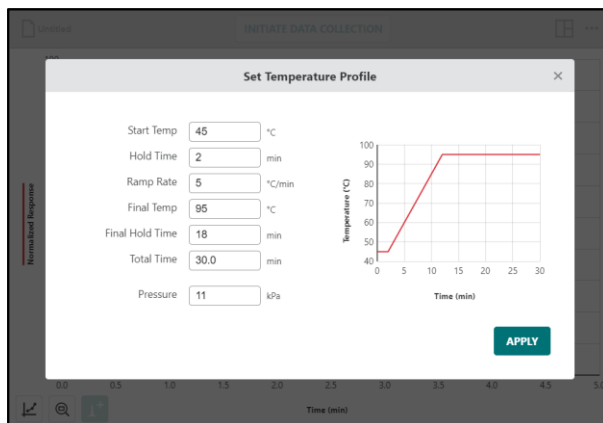 Untitled
INITIATE DATA COLLECTION
...
100
Set Temperature Profile
×
Start Temp 45 °C
Hold Time 2 min
Ramp Rate 5 °C/min
Final Temp 95 °C
Final Hold Time 18 min
Total Time 30.0 min
Pressure 11 kPa
Temperature (°C)
100
90
80
70
60
50
40
0 5 10 15 20 25 30
Time (min)
APPLY
Normalized Response
0.0 0.5 1.0 1.5 2.0 2.5 3.0 3.5 4.0 4.5 5.0
Time (min)